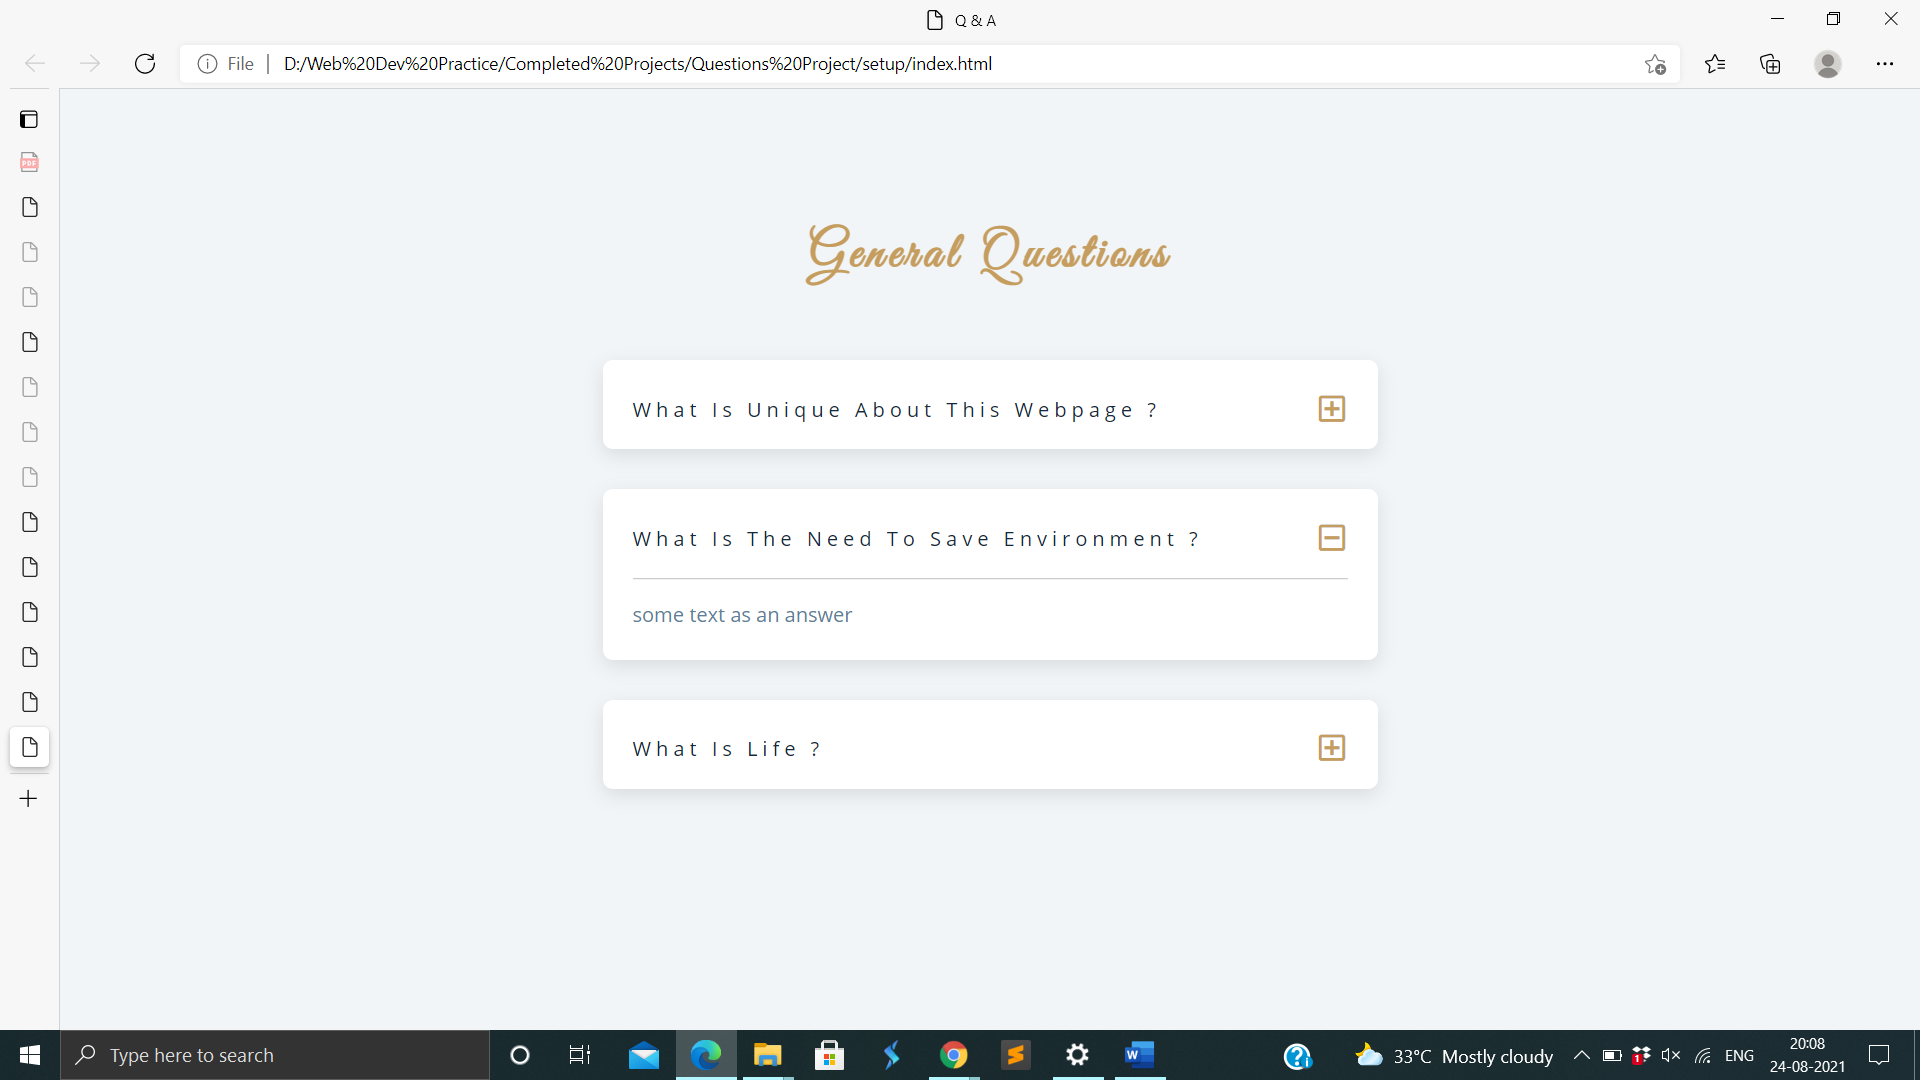 Q & A
File
D:/Web%20Dev%20Practice/Completed%20Projects/Questions%20Project/setup/index.html
PDF
General Questions
What Is Unique About This Webpage ?
What Is The Need To Save Environment ?
some text as an answer
What Is Life ?
Type here to search
W
33°C Mostly cloudy
1
ENG
20:08
24-08-2021